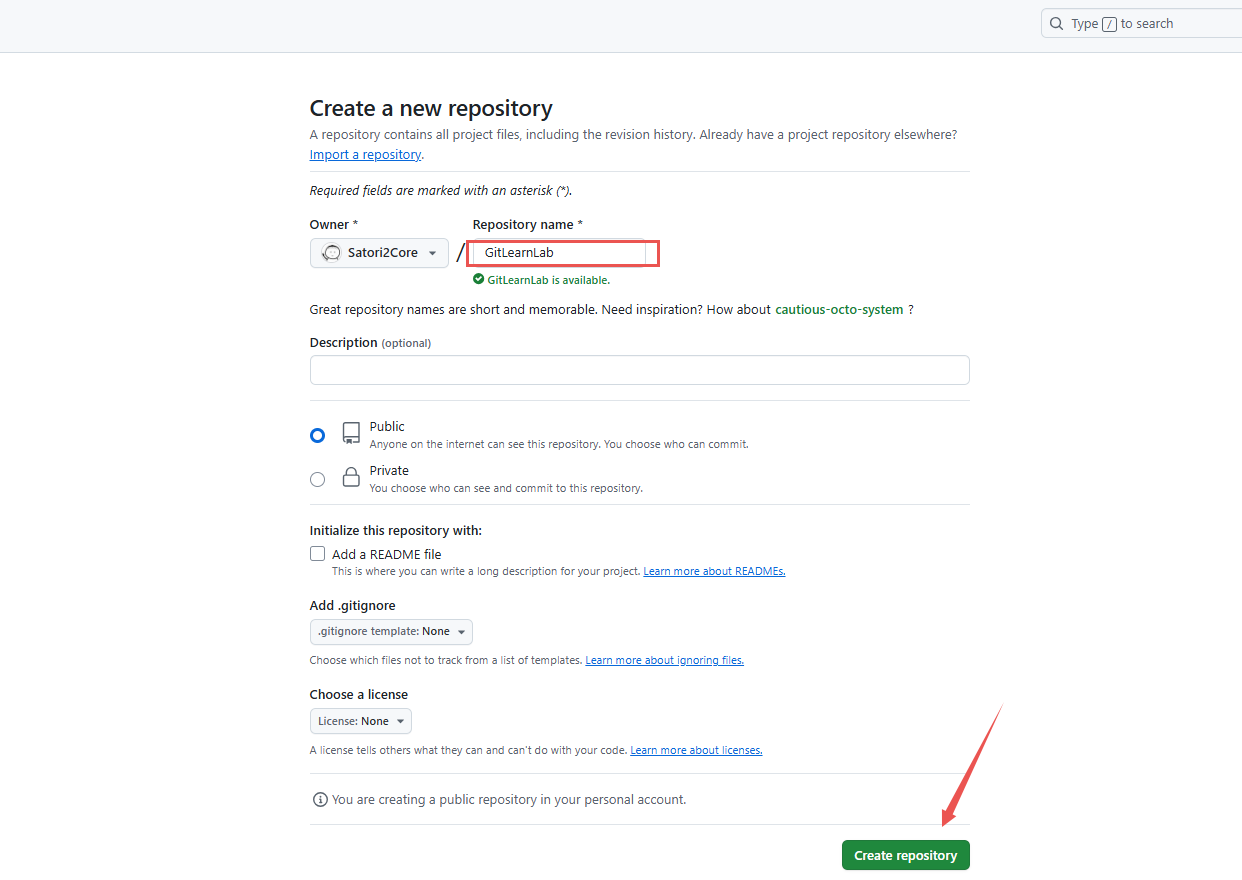 Type / to search
Create a new repository
A repository contains all project files, including the revision history. Already have a project repository elsewhere?
Import a repository.
Required fields are marked with an asterisk (*).
Owner * Repository name *
Satori2Core / GitLearnLab
GitLearnLab is available.
Great repository names are short and memorable. Need inspiration? How about cautious-octo-system ?
Description (optional)
Public
Anyone on the internet can see this repository. You choose who can commit.
Private
You choose who can see and commit to this repository.
Initialize this repository with:
Add a README file
This is where you can write a long description for your project. Learn more about READMEs.
Add .gitignore
.gitignore template: None
Choose which files not to track from a list of templates. Learn more about ignoring files.
Choose a license
License: None
A license tells others what they can and can't do with your code. Learn more about licenses.
You are creating a public repository in your personal account.
Create repository